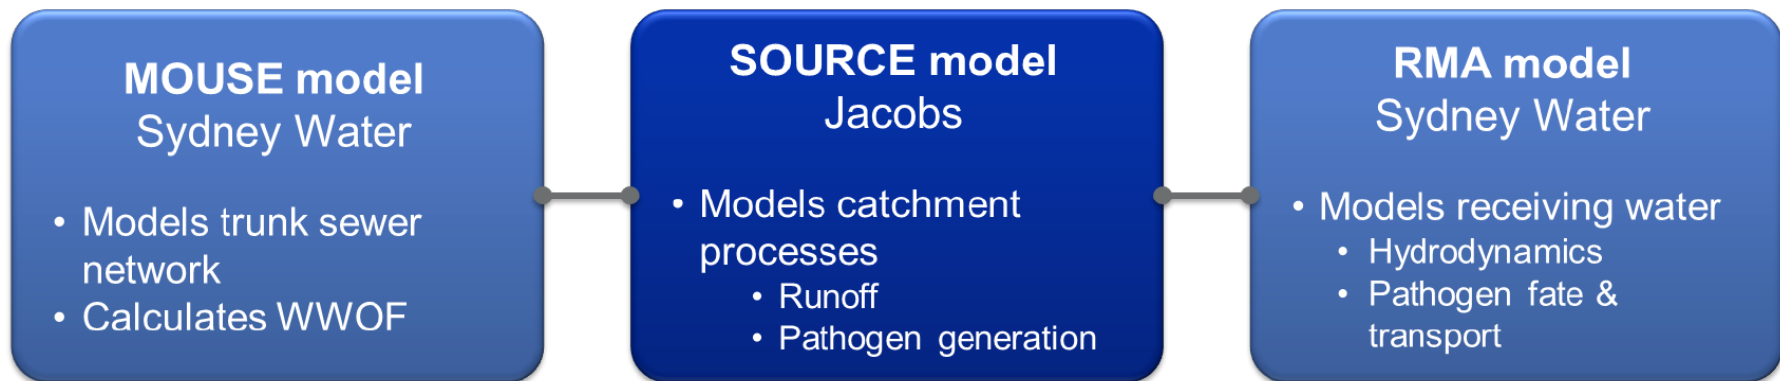 MOUSE model
Sydney Water
• Models trunk sewer
network
• Calculates WWOF
SOURCE model
Jacobs
• Models catchment
processes
• Runoff
• Pathogen generation
RMA model
Sydney Water
• Models receiving water
• Hydrodynamics
• Pathogen fate &
transport